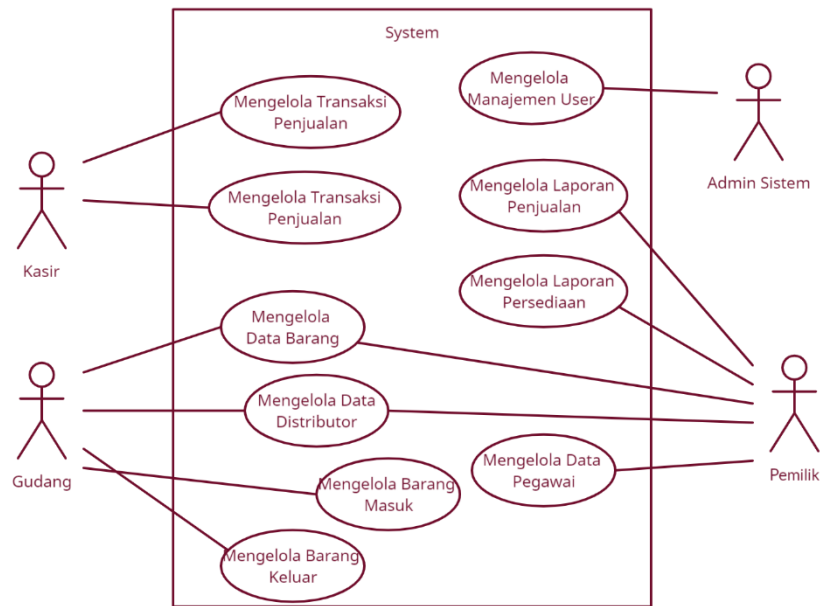 System
Mengelola Transaksi
Penjualan
Mengelola
Manajemen User
Admin Sistem
Mengelola Transaksi
Penjualan
Mengelola Laporan
Penjualan
Kasir
Mengelola Laporan
Persediaan
Mengelola
Data Barang
Mengelola Data
Distributor
Gudang
Mengelola Data
Pegawai
Pemilik
Mengelola Barang
Masuk
Mengelola Barang
Keluar